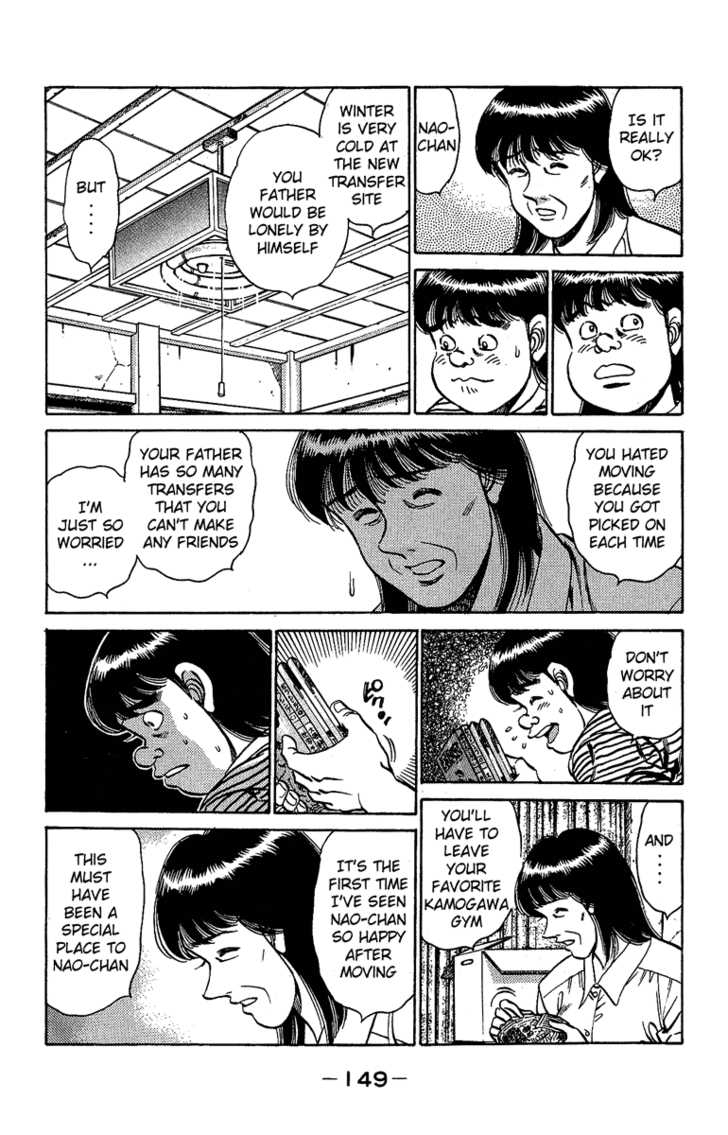 IS IT
REALLY
OK?
NAO-
CHAN
WINTER
IS VERY
COLD AT
THE NEW
TRANSFER
SITE
YOU
FATHER
WOULD BE
LONELY BY
HIMSELF
BUT
....
YOU HATED
MOVING
BECAUSE
YOU GOT
PICKED ON
EACH TIME
YOUR FATHER
HAS SO MANY
TRANSFERS
THAT YOU
CAN'T MAKE
ANY FRIENDS
I'M
JUST SO
WORRIED
...
DON'T
WORRY
ABOUT
IT
AND
....
YOU'LL
HAVE TO
LEAVE
YOUR
FAVORITE
KAMOGAWA
GYM
IT'S THE
FIRST TIME
I'VE SEEN
NAO-CHAN
SO HAPPY
AFTER
MOVING
THIS
MUST
HAVE
BEEN A
SPECIAL
PLACE TO
NAO-CHAN
-149-